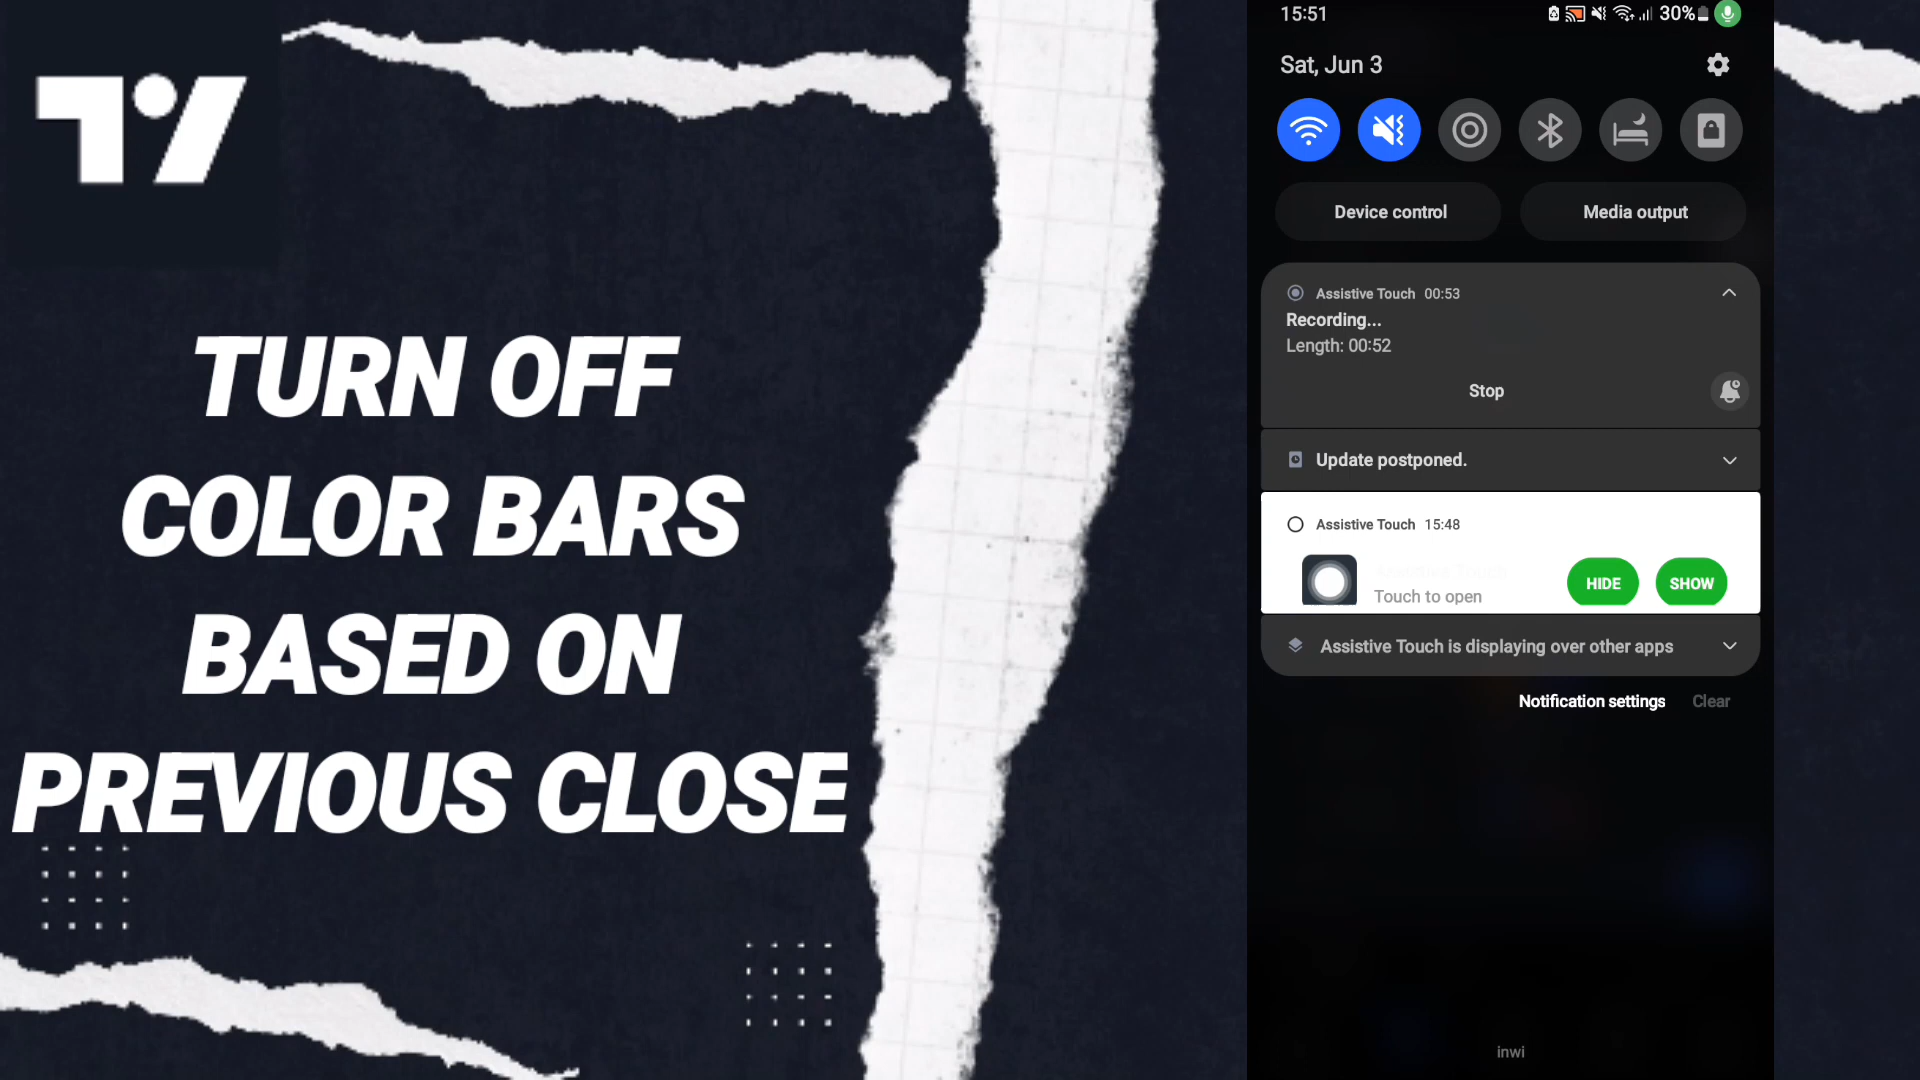 TURN OFF
COLOR BARS
BASED ON
PREVIOUS CLOSE
15:51
30%
Sat, Jun 3
Device control
Media output
Assistive Touch 00:53
Recording...
Length: 00:52
Stop
Update postponed.
Assistive Touch 15:48
Touch to open
HIDE
SHOW
Assistive Touch is displaying over other apps
Notification settings
Clear
inwi